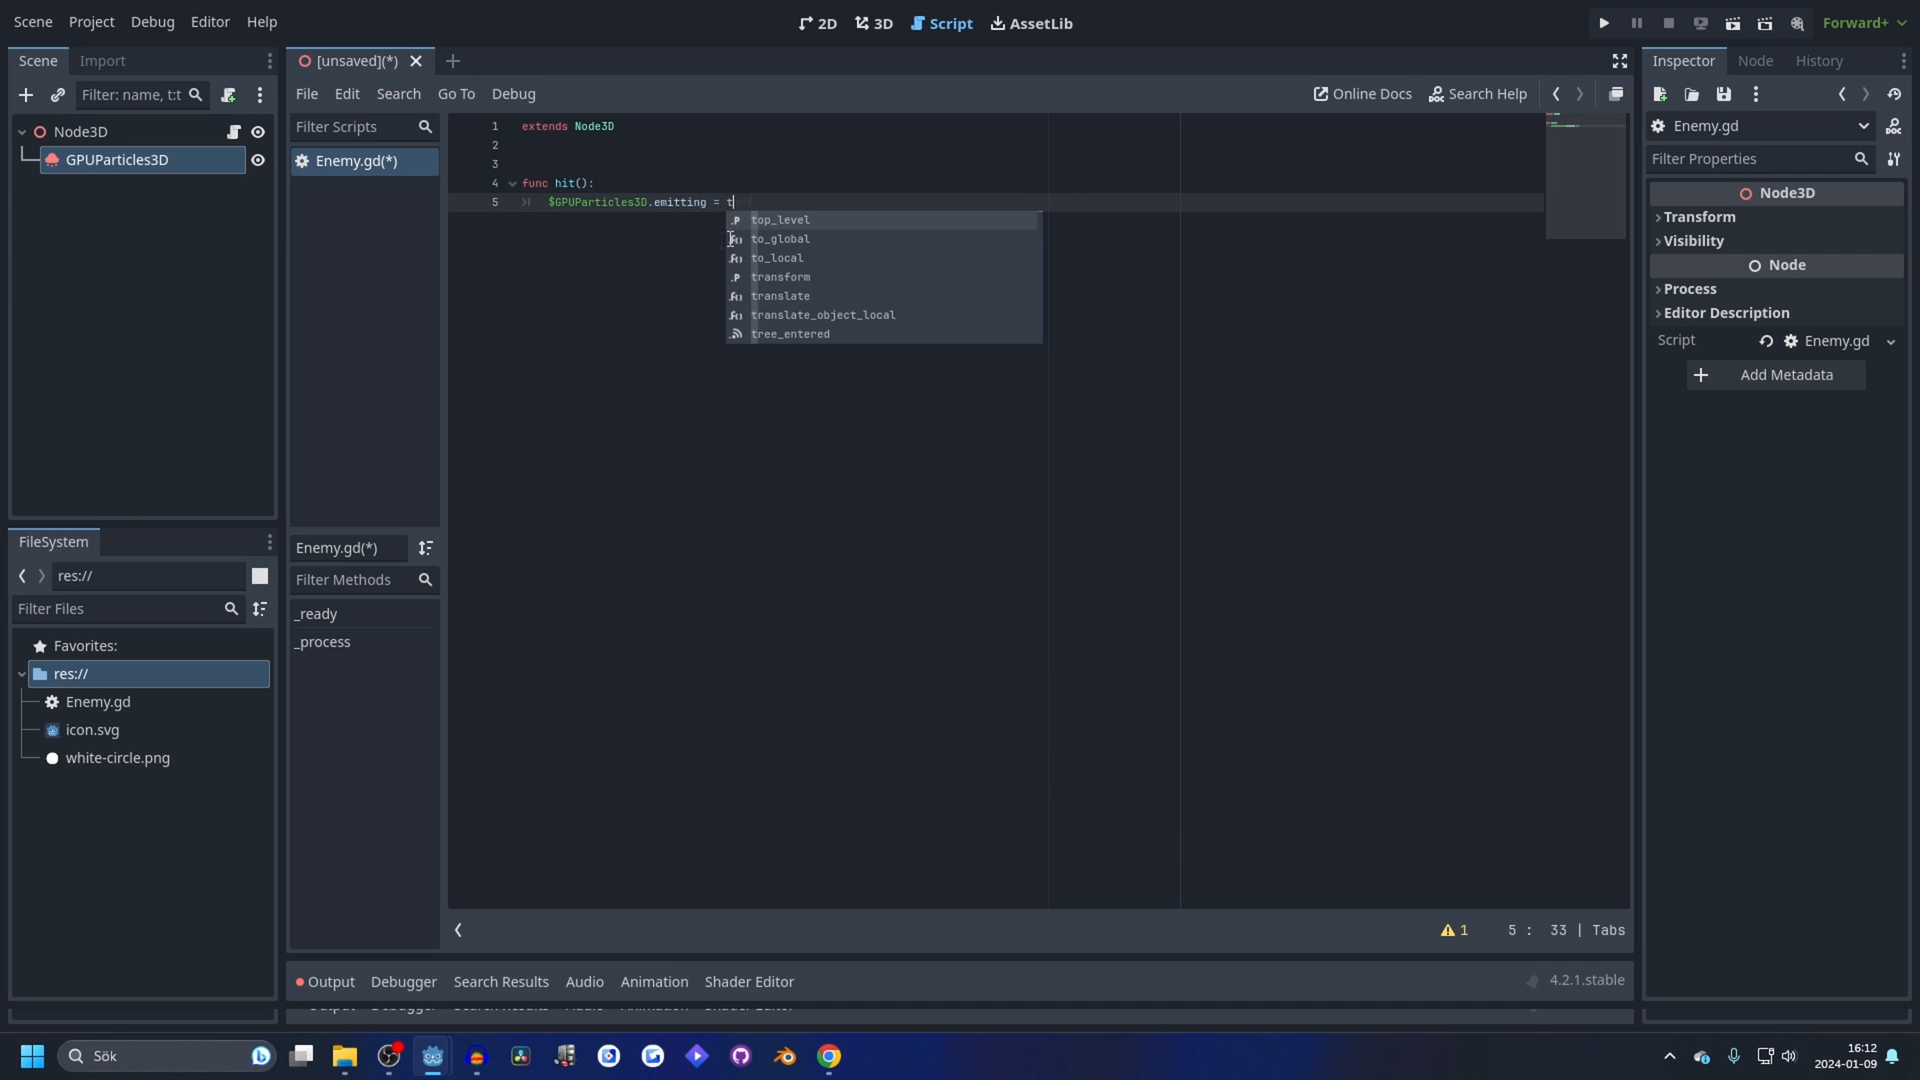 Scene Project Debug Editor Help
2D 3D Script AssetLib
Forward+
Scene Import
Filter: name, t:t
Node3D
GPUParticles3D
[unsaved](*)
File Edit Search Go To Debug
Online Docs Search Help
Filter Scripts
Enemy.gd(*)
Enemy.gd(*)
Filter Methods
_ready
_process
1 extends Node3D
2
3
4 func hit():
5 $GPUParticles3D.emitting = t
top_level
to_global
to_local
transform
translate
translate_object_local
tree_entered
1 5 : 33 | Tabs
Output Debugger Search Results Audio Animation Shader Editor
4.2.1.stable
FileSystem
res://
Filter Files
Favorites:
res://
Enemy.gd
icon.svg
white-circle.png
Inspector Node History
Enemy.gd
Filter Properties
Node3D
Transform
Visibility
Node
Process
Editor Description
Script Enemy.gd
Add Metadata
Sök
16:12
2024-01-09